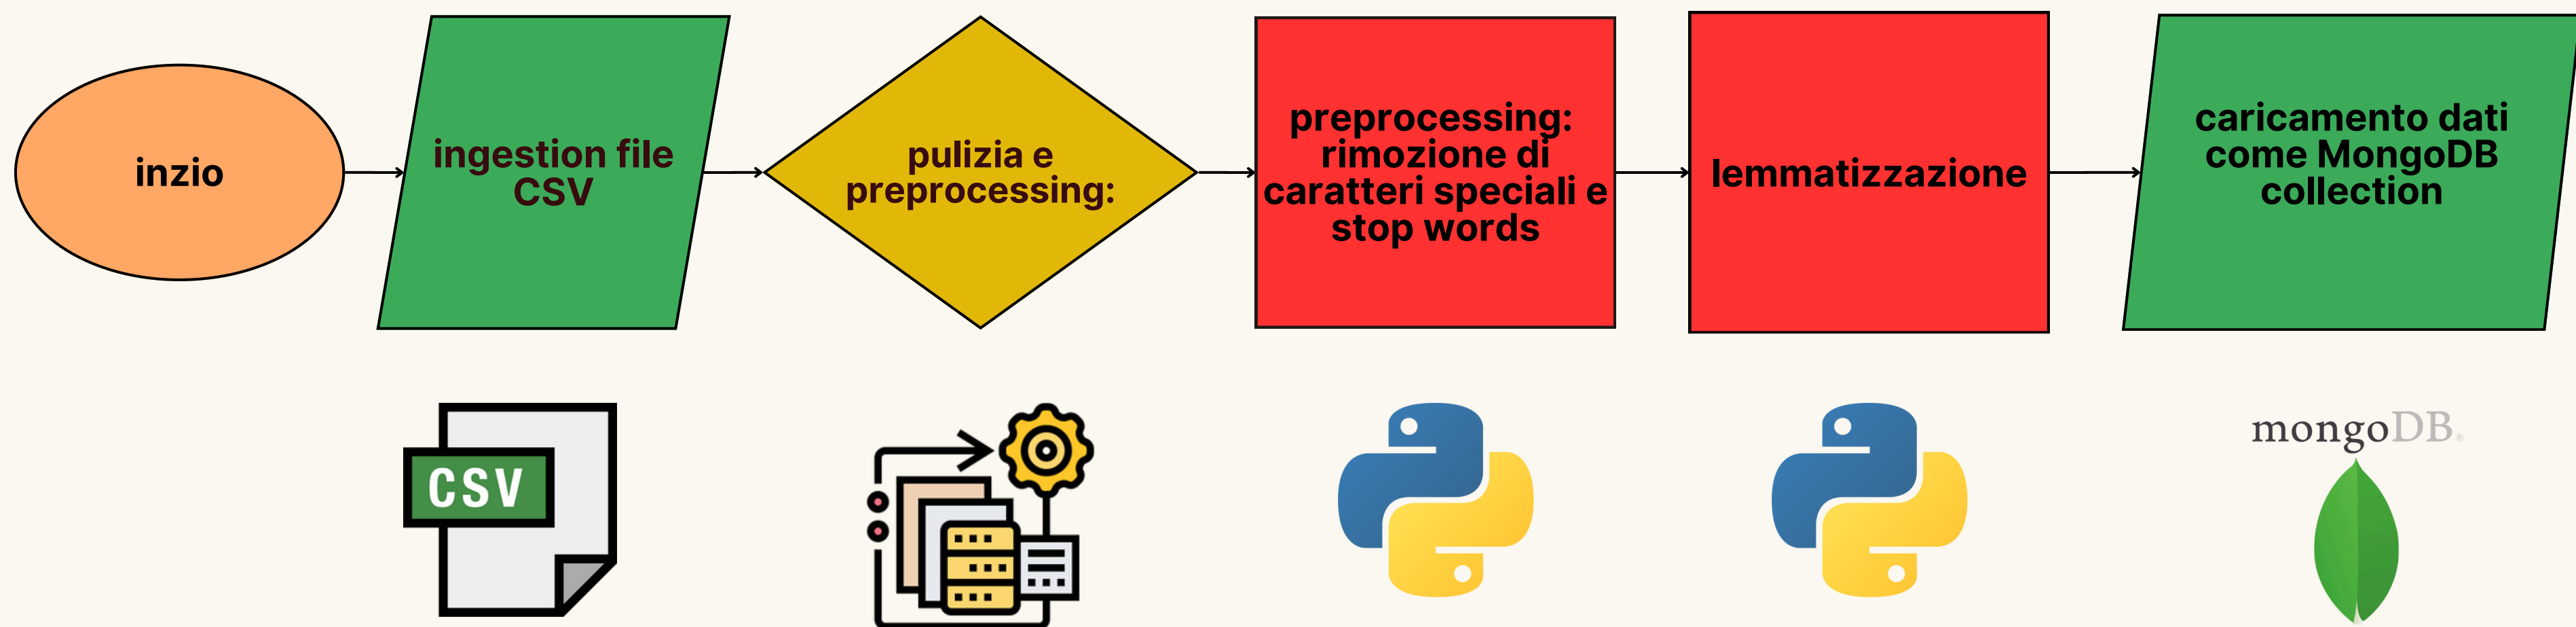 inzio
ingestion file
CSV
pulizia e
preprocessing:
preprocessing:
rimozione di
caratteri speciali e
stop words
lemmatizzazione
caricamento dati
come MongoDB
collection
CSV
mongoDB®